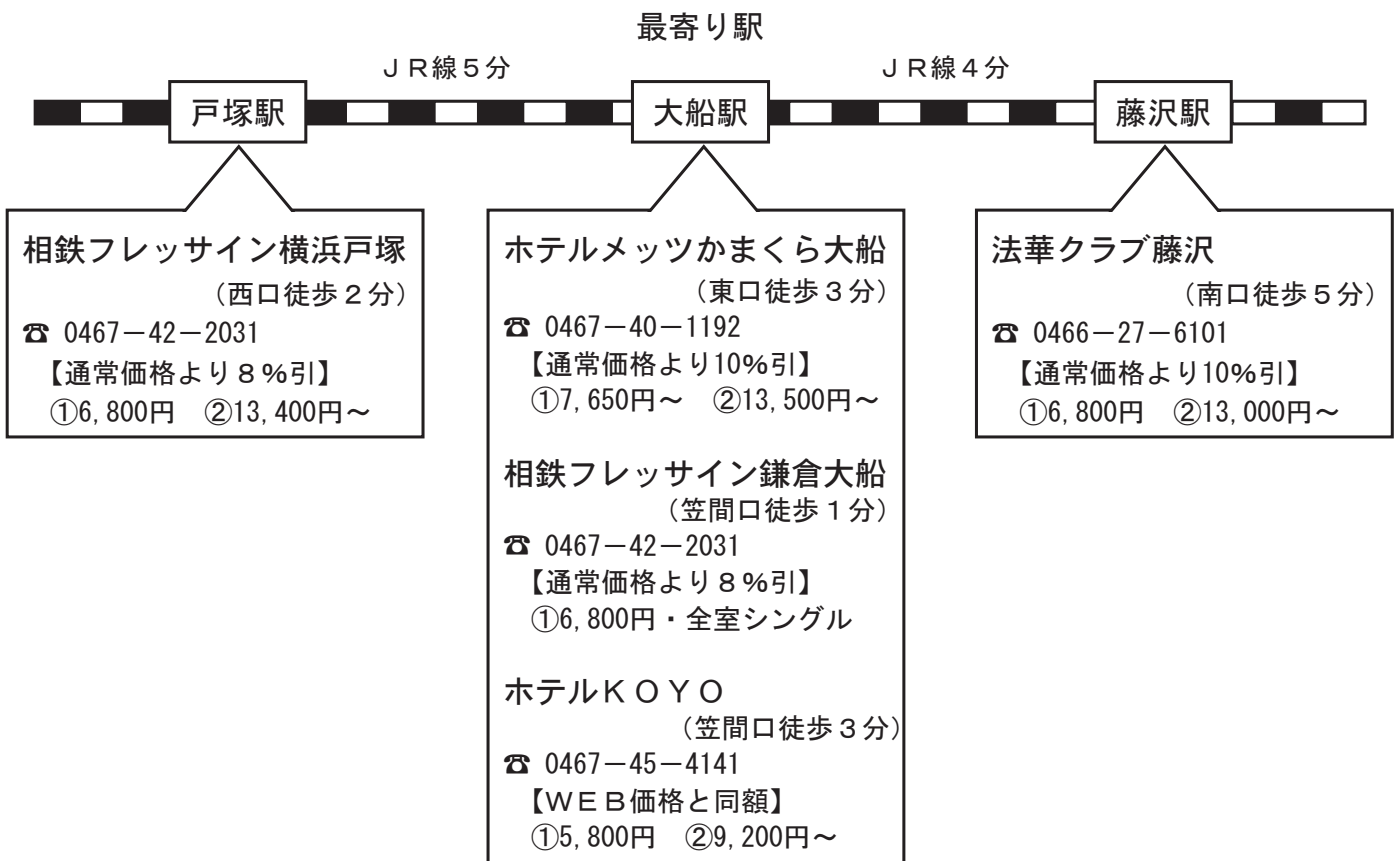 最寄り駅
ＪＲ線５分
ＪＲ線４分
戸塚駅
大船駅
藤沢駅
相鉄フレッサイン横浜戸塚
（西口徒歩２分）
☎ 0467－42－2031
【通常価格より８％引】
①6,800円　②13,400円～
ホテルメッツかまくら大船
（東口徒歩３分）
☎ 0467－40－1192
【通常価格より10％引】
①7,650円～　②13,500円～
相鉄フレッサイン鎌倉大船
（笠間口徒歩１分）
☎ 0467－42－2031
【通常価格より８％引】
①6,800円・全室シングル
ホテルＫＯＹＯ
（笠間口徒歩３分）
☎ 0467－45－4141
【ＷＥＢ価格と同額】
①5,800円　②9,200円～
法華クラブ藤沢
（南口徒歩５分）
☎ 0466－27－6101
【通常価格より10％引】
①6,800円　②13,000円～